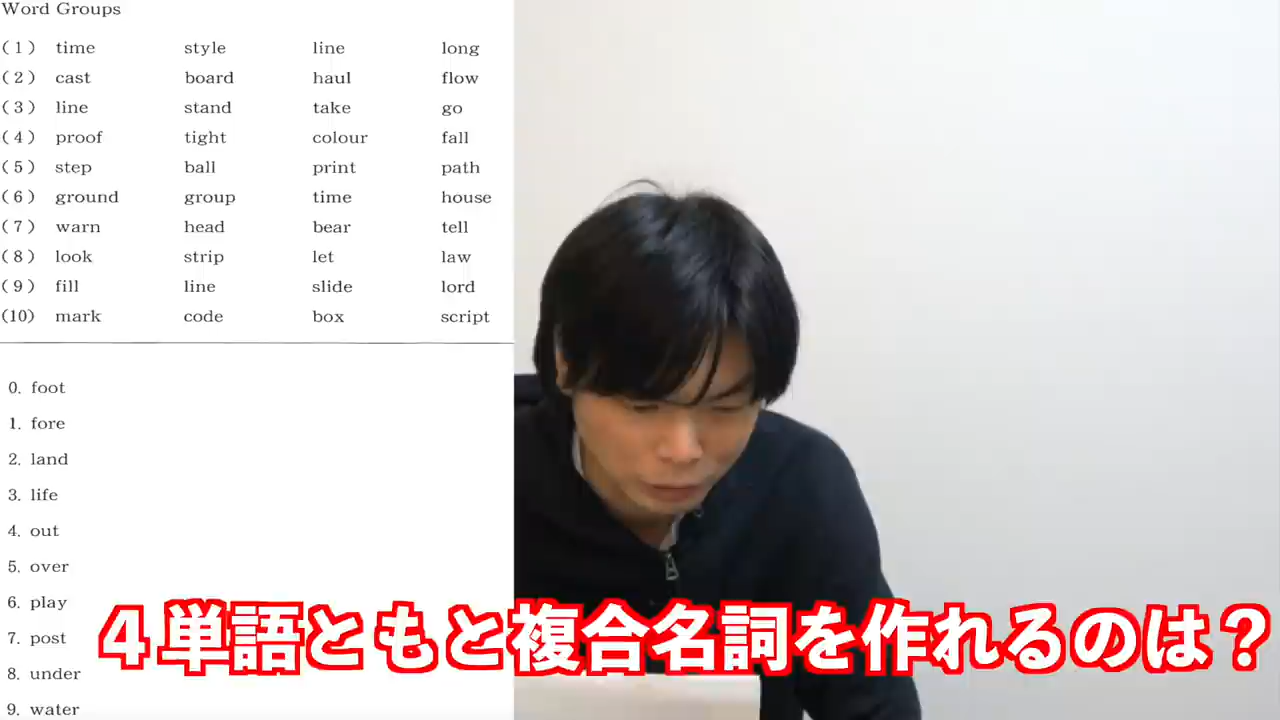 Word Groups
(1) time style line long
(2) cast board haul flow
(3) line stand take go
(4) proof tight colour fall
(5) step ball print path
(6) ground group time house
(7) warn head bear tell
(8) look strip let law
(9) fill line slide lord
(10) mark code box script
0. foot
1. fore
2. land
3. life
4. out
5. over
6. play
7. post
8. under
9. water
4単語ともと複合名詞を作れるのは?